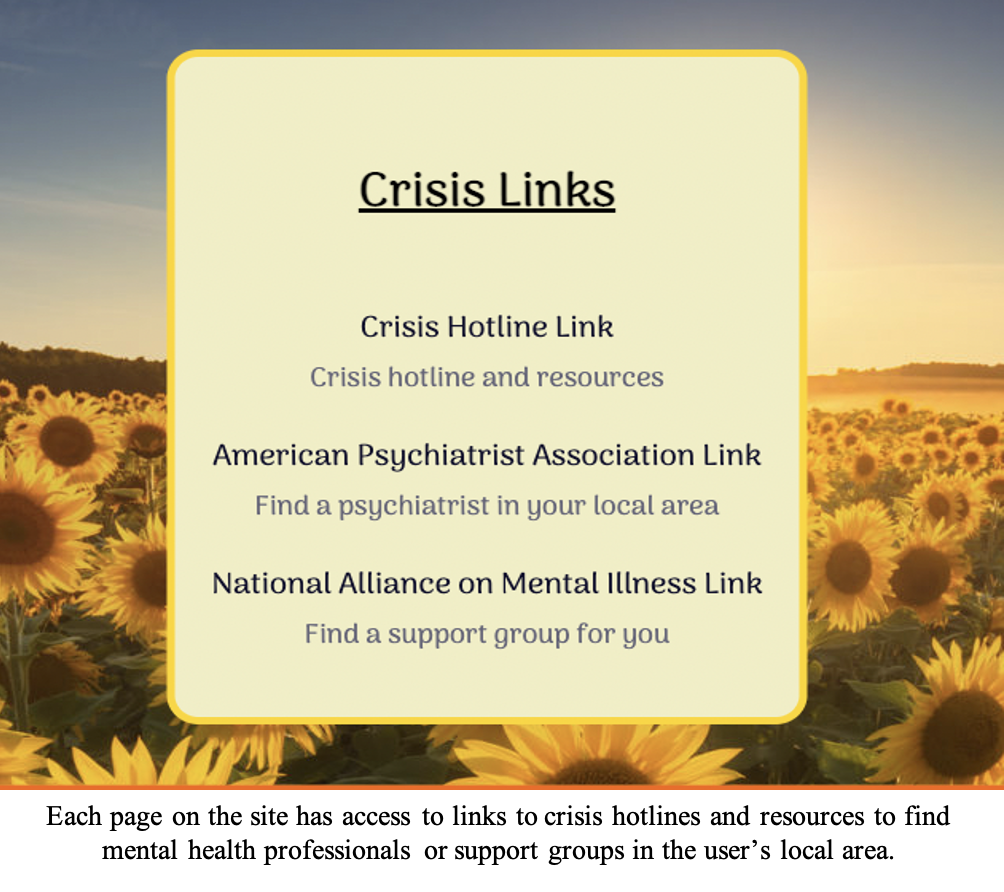 Crisis Links
Crisis Hotline Link
Crisis hotline and resources
American Psychiatrist Association Link
Find a psychiatrist in your local area
National Alliance on Mental Illness Link
Find a support group for you
Each page on the site has access to links to crisis hotlines and resources to find
mental health professionals or support groups in the user’s local area.